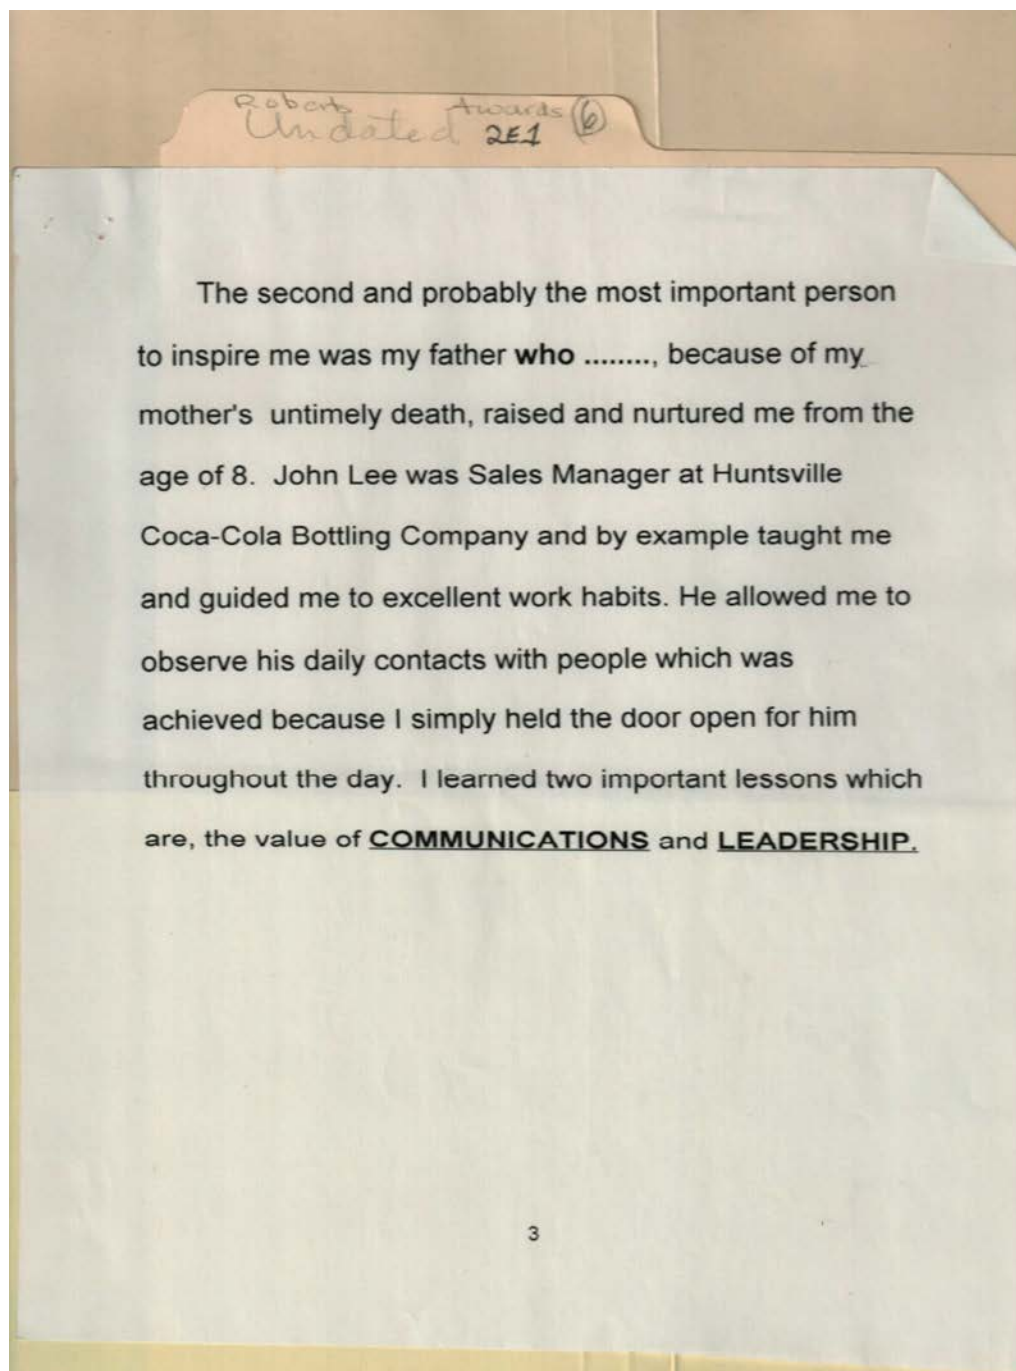 Roberts Awards 6
Undated 2E1
The second and probably the most important person
to inspire me was my father who ........, because of my
mother's untimely death, raised and nurtured me from the
age of 8. John Lee was Sales Manager at Huntsville
Coca-Cola Bottling Company and by example taught me
and guided me to excellent work habits. He allowed me to
observe his daily contacts with people which was
achieved because I simply held the door open for him
throughout the day. I learned two important lessons which
are, the value of COMMUNICATIONS and LEADERSHIP.
3